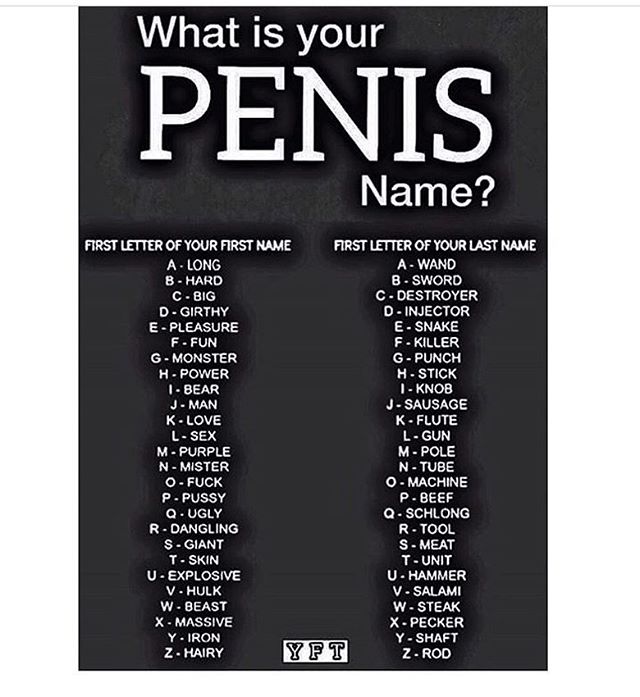 What is your
PENIS
Name?
FIRST LETTER OF YOUR FIRST NAME
A - LONG
B - HARD
C - BIG
D - GIRTHY
E - PLEASURE
F - FUN
G - MONSTER
H - POWER
I - BEAR
J - MAN
K - LOVE
L - SEX
M - PURPLE
N - MISTER
O - FUCK
P - PUSSY
Q - UGLY
R - DANGLING
S - GIANT
T - SKIN
U - EXPLOSIVE
V - HULK
W - BEAST
X - MASSIVE
Y - IRON
Z - HAIRY
FIRST LETTER OF YOUR LAST NAME
A - WAND
B - SWORD
C - DESTROYER
D - INJECTOR
E - SNAKE
F - KILLER
G - PUNCH
H - STICK
I - KNOB
J - SAUSAGE
K - FLUTE
L - GUN
M - POLE
N - TUBE
O - MACHINE
P - BEEF
Q - SCHLONG
R - TOOL
S - MEAT
T - UNIT
U - HAMMER
V - SALAMI
W - STEAK
X - PECKER
Y - SHAFT
Z - ROD
YFT